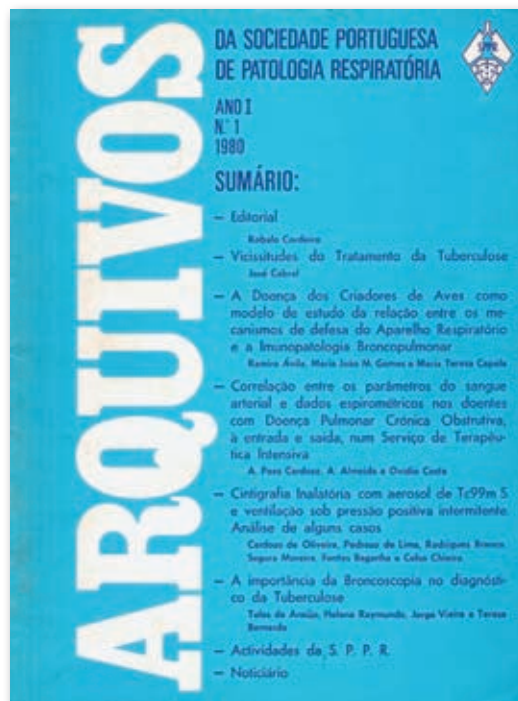 ARQUIVOS
DA SOCIEDADE PORTUGUESA
DE PATOLOGIA RESPIRATÓRIA
ANO I
N.º 1
1980
SUMÁRIO:
— Editorial
Robalo Cordeiro
— Vicissitudes do Tratamento da Tuberculose
José Cabral
— A Doença dos Criadores de Aves como
modelo de estudo da relação entre os me-
canismos de defesa do Aparelho Respiratório
e a Imunopatologia Broncopulmonar
Ramiro Ávila, Maria João M. Gomes e Maria Teresa
— Correlação entre os parâmetros do sangue
arterial e dados espirométricos nos doentes
com Doença Pulmonar Crónica Obstrutiva,
à entrada e saída, num Serviço de Terapêu-
tica Intensiva
A. Paes Cardoso, A. Almeida e Ovídio Costa
— Cintigrafia Inalatória com aerosol de Tc99m S
e ventilação sob pressão positiva intermitente.
Análise de alguns casos
Cardoso de Oliveira, Pedroso de Lima, Rodrigues Branco,
Segura Moreira, Fontes e Celso Chieira
— A importância da Broncoscopia no diagnósti-
co da Tuberculose
Teles de Araújo, Helena Raymundo, Jorge Vieira e Teresa
Bernardo
— Actividades da S. P. P. R.
— Noticiário